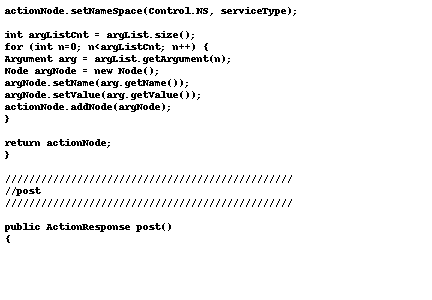 actionNode.setNameSpace(Control.NS, serviceType);
int argListCnt = argList.size();
for (int n=0; n<argListCnt; n++) {
Argument arg = argList.getArgument(n);
Node argNode = new Node();
argNode.setName(arg.getName());
argNode.setValue(arg.getValue());
actionNode.addNode(argNode);
}
return actionNode;
}
////////////////////////////////////////////////
//post
////////////////////////////////////////////////
public ActionResponse post()
{